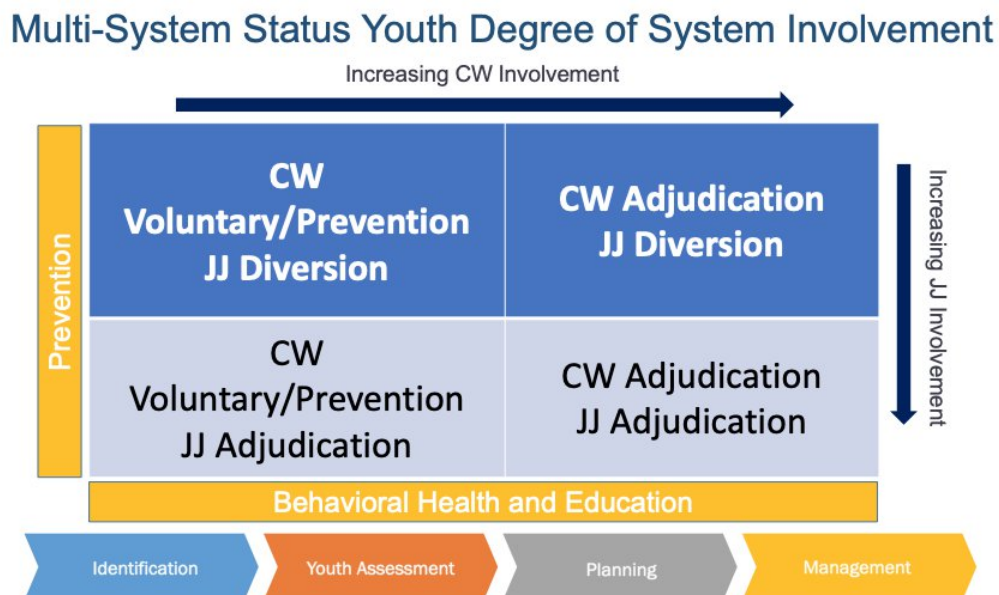 Multi-System Status Youth Degree of System Involvement
Increasing CW Involvement
Prevention
CW
Voluntary/Prevention
JJ Diversion
CW Adjudication
JJ Diversion
Increasing JJ Involvement
CW
Voluntary/Prevention
JJ Adjudication
CW Adjudication
JJ Adjudication
Behavioral Health and Education
Identification
Youth Assessment
Planning
Management